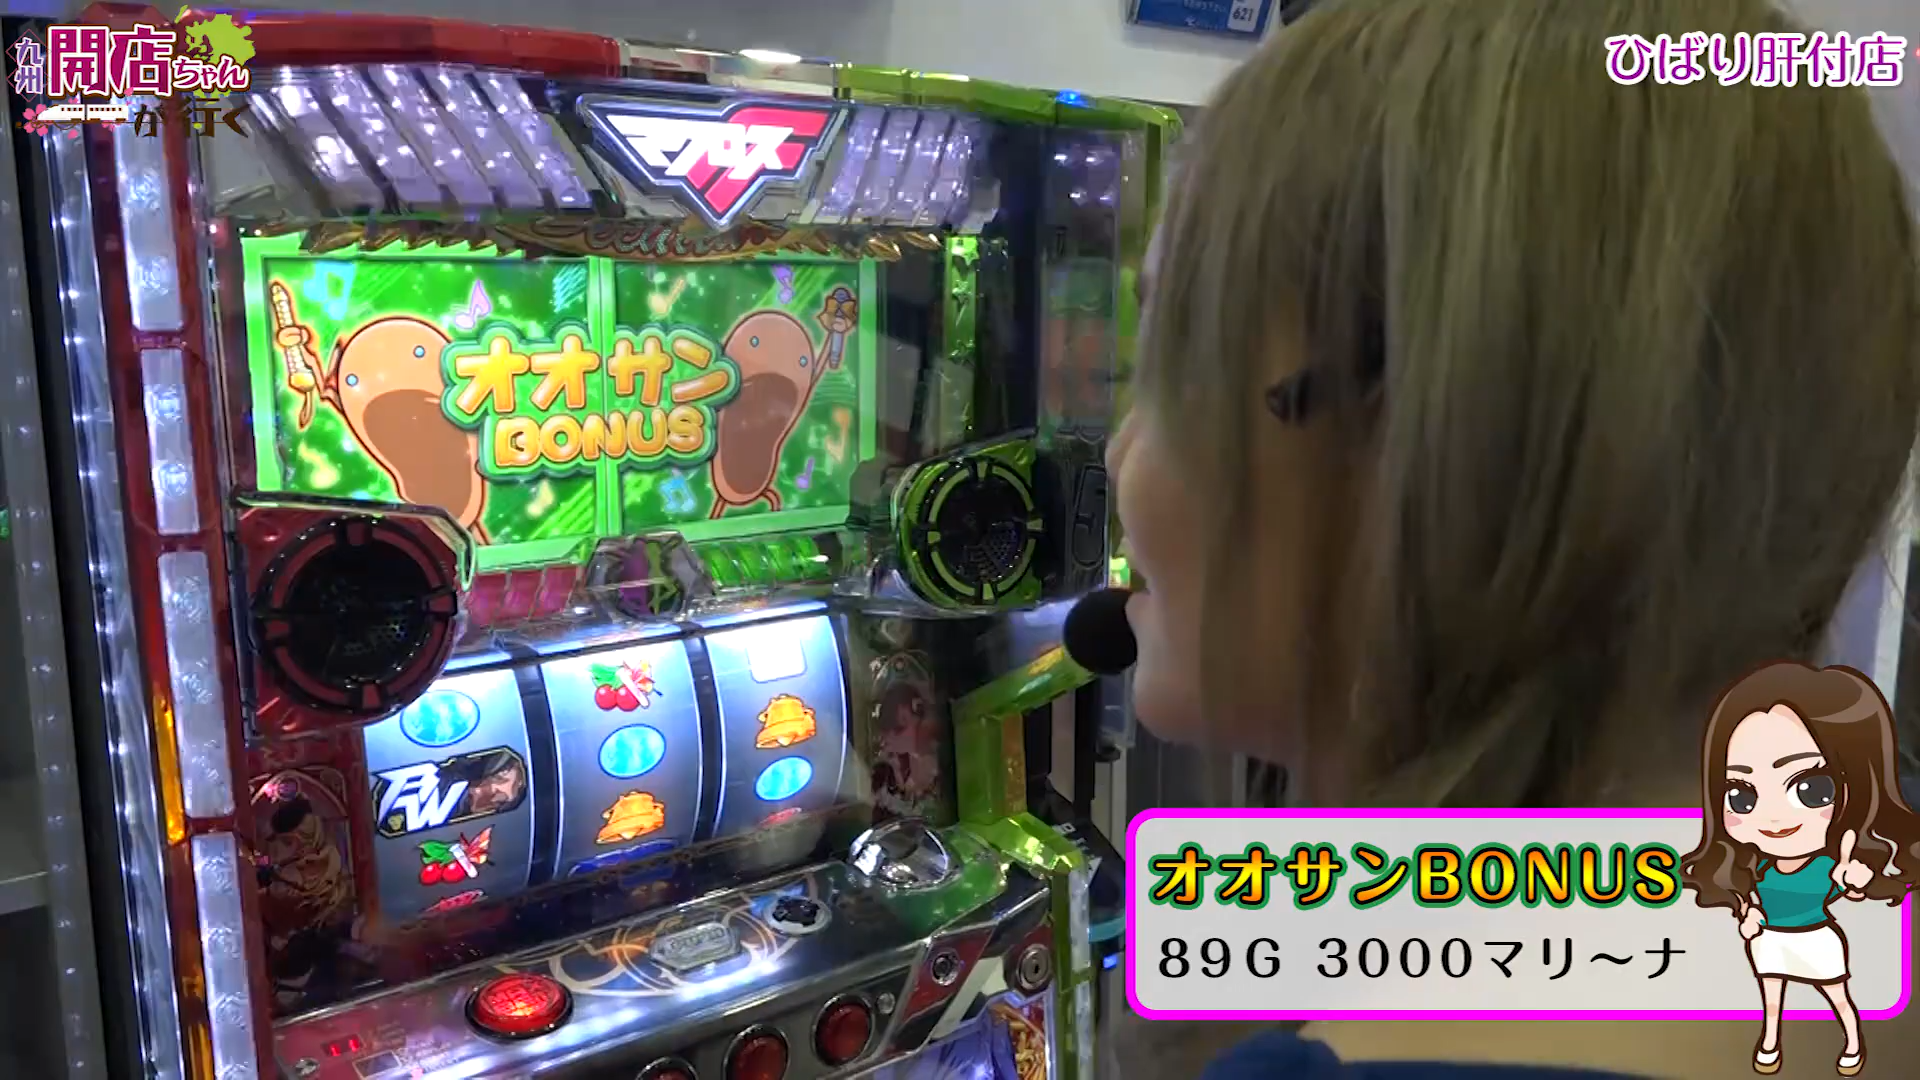 九州
開店ちゃん
が行く
ひばり肝付店
621
マクロスF
オオサン
BONUS
BW
オオサンBONUS
89G 3000マリ〜ナ